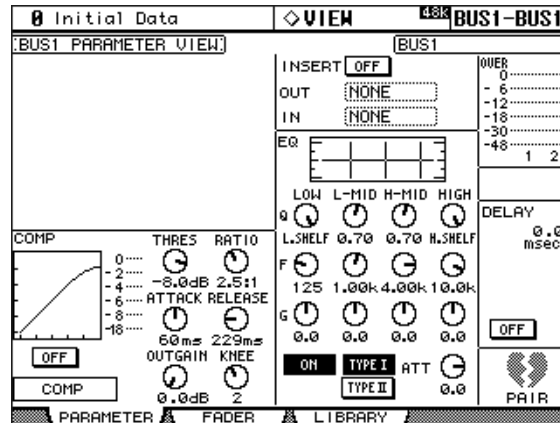 0 Initial Data
◇VIEW
48k
BUS1-BUS1
BUS1 PARAMETER VIEW
BUS1
INSERT OFF
OUT NONE
IN NONE
OVER
0
- 6
-12
-18
-30
-48
1 2
EQ
LOW L-MID H-MID HIGH
Q
L.SHELF 0.70 0.70 H.SHELF
F
125 1.00k 4.00k 10.0k
G
0.0 0.0 0.0 0.0
ON TYPE I ATT
TYPE II 0.0
DELAY
0.0
msec
OFF
PAIR
COMP
THRES RATIO
0
- 2
- 4
- 6
- 8
-18
-8.0dB 2.5:1
ATTACK RELEASE
60ms 229ms
OUTGAIN KNEE
0.0dB 2
OFF
COMP
PARAMETER FADER LIBRARY